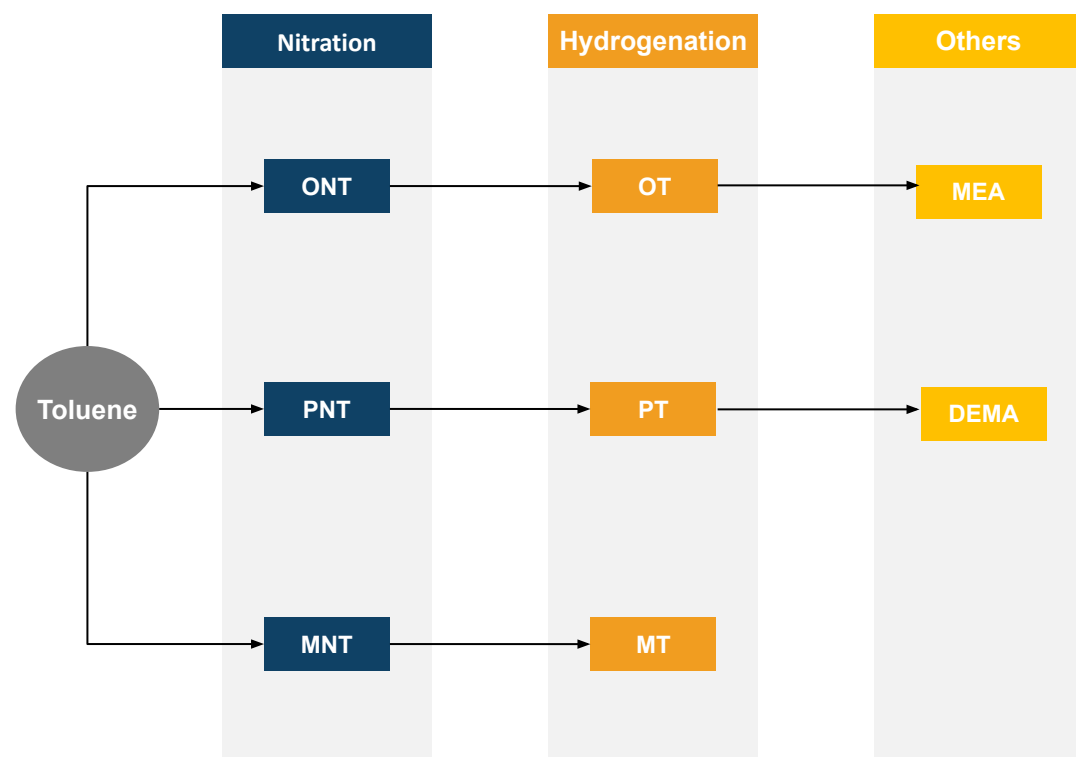 Nitration
Hydrogenation
Others
ONT
OT
MEA
Toluene
PNT
PT
DEMA
MNT
MT